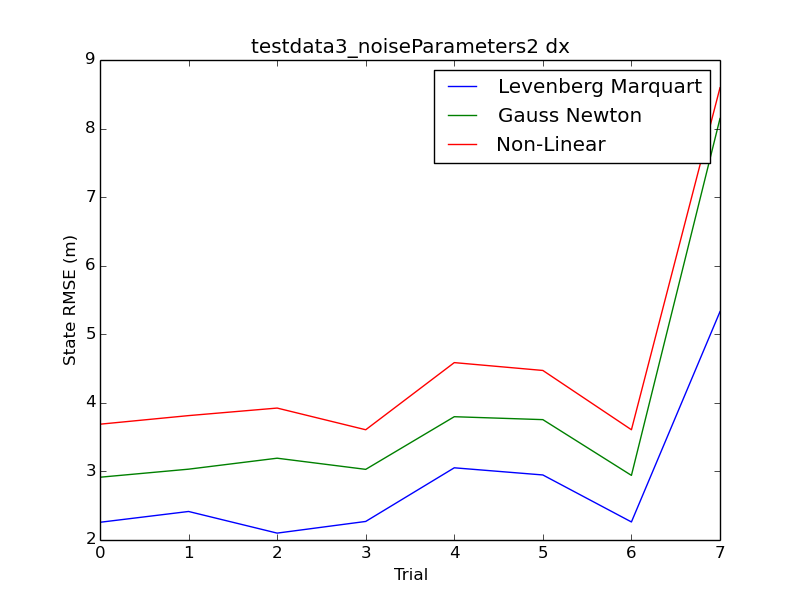 testdata3_noiseParameters2 dx
Levenberg Marquart
Gauss Newton
Non-Linear
State RMSE (m)
9
8
7
6
5
4
3
2
0 1 2 3 4 5 6 7
Trial